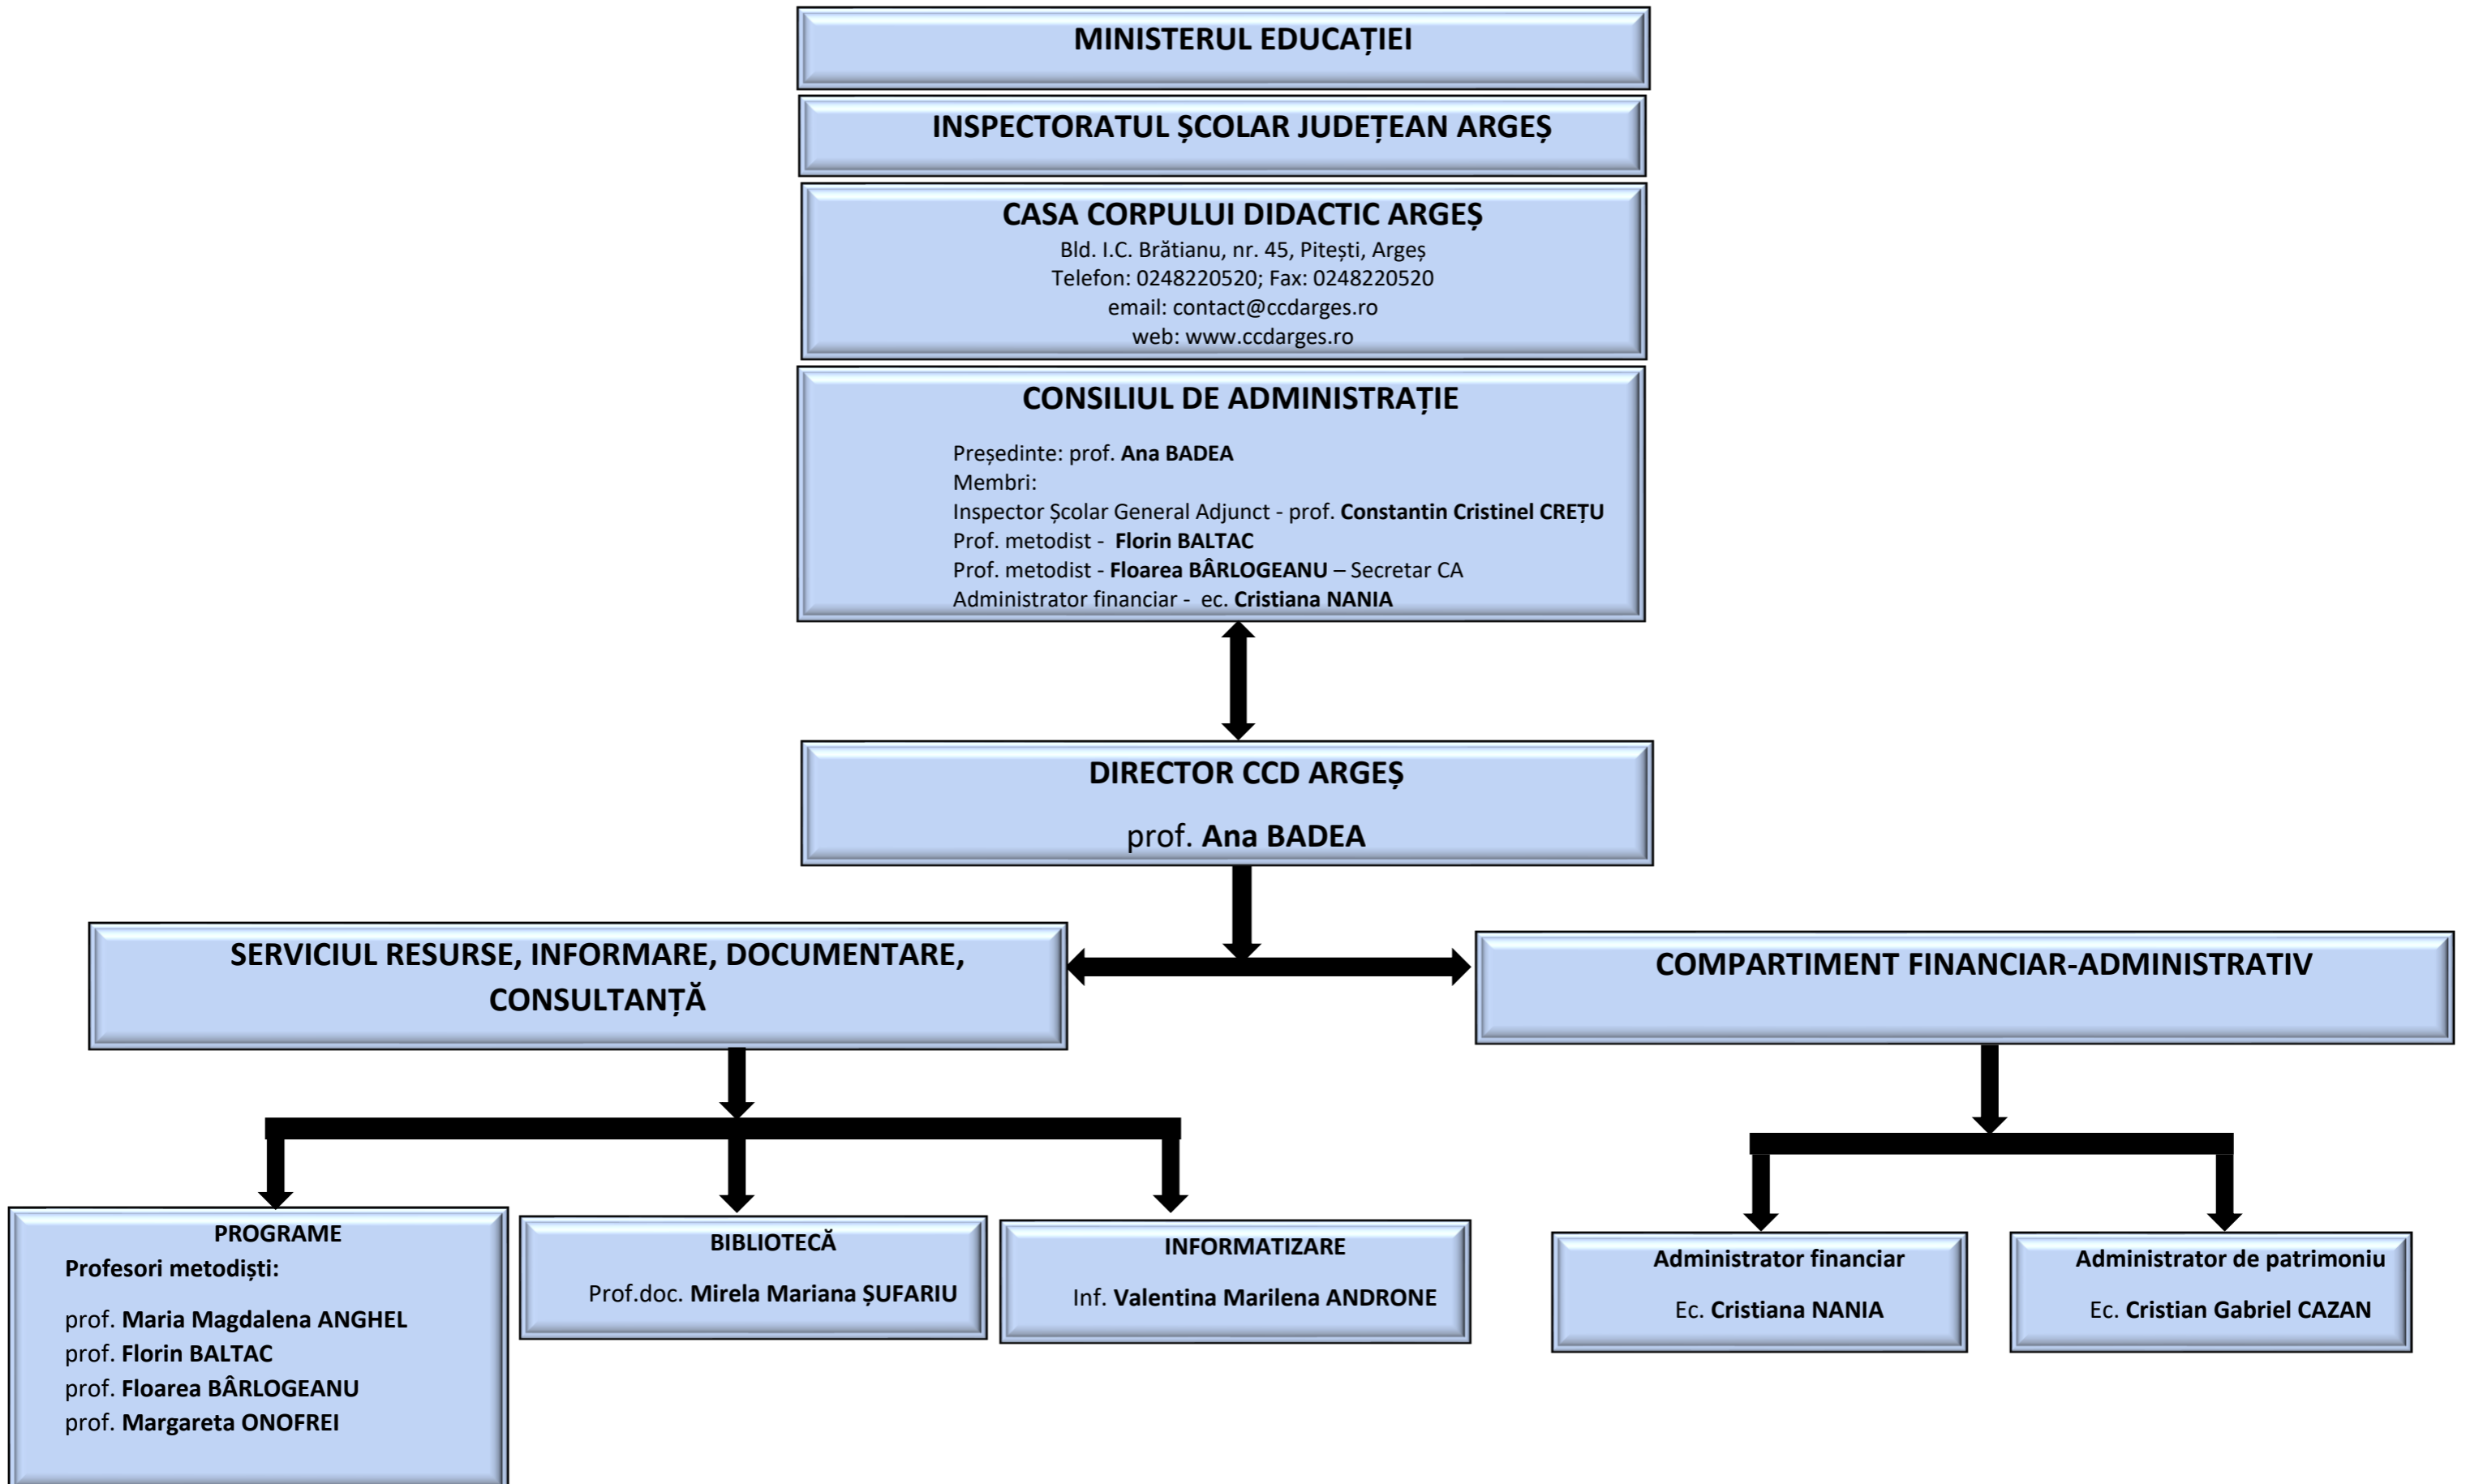 MINISTERUL EDUCAȚIEI
INSPECTORATUL ȘCOLAR JUDEȚEAN ARGEȘ
CASA CORPULUI DIDACTIC ARGEȘ
Bld. I.C. Brătianu, nr. 45, Pitești, Argeș
Telefon: 0248220520; Fax: 0248220520
email: contact@ccdarges.ro
web: www.ccdarges.ro
CONSILIUL DE ADMINISTRAȚIE
Președinte: prof. Ana BADEA
Membri:
Inspector Școlar General Adjunct - prof. Constantin Cristinel CREȚU
Prof. metodist - Florin BALTAC
Prof. metodist - Floarea BÂRLOGEANU – Secretar CA
Administrator financiar - ec. Cristiana NANIA
DIRECTOR CCD ARGEȘ
prof. Ana BADEA
SERVICIUL RESURSE, INFORMARE, DOCUMENTARE,
CONSULTANȚĂ
COMPARTIMENT FINANCIAR-ADMINISTRATIV
PROGRAME
Profesori metodiști:
prof. Maria Magdalena ANGHEL
prof. Florin BALTAC
prof. Floarea BÂRLOGEANU
prof. Margareta ONOFREI
BIBLIOTECĂ
Prof.doc. Mirela Mariana ȘUFARIU
INFORMATIZARE
Inf. Valentina Marilena ANDRONE
Administrator financiar
Ec. Cristiana NANIA
Administrator de patrimoniu
Ec. Cristian Gabriel CAZAN